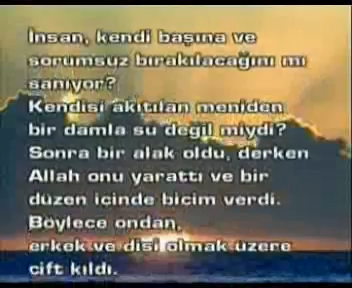 İnsan, kendi başına ve
sorumsuz bırakılacağını mı
sanıyor?
Kendisi akıtılan meniden
bir damla su değil miydi?
Sonra bir alak oldu, derken
Allah onu yarattı ve bir
düzen içinde biçim verdi.
Böylece ondan,
erkek ve dişi olmak üzere
çift kıldı.